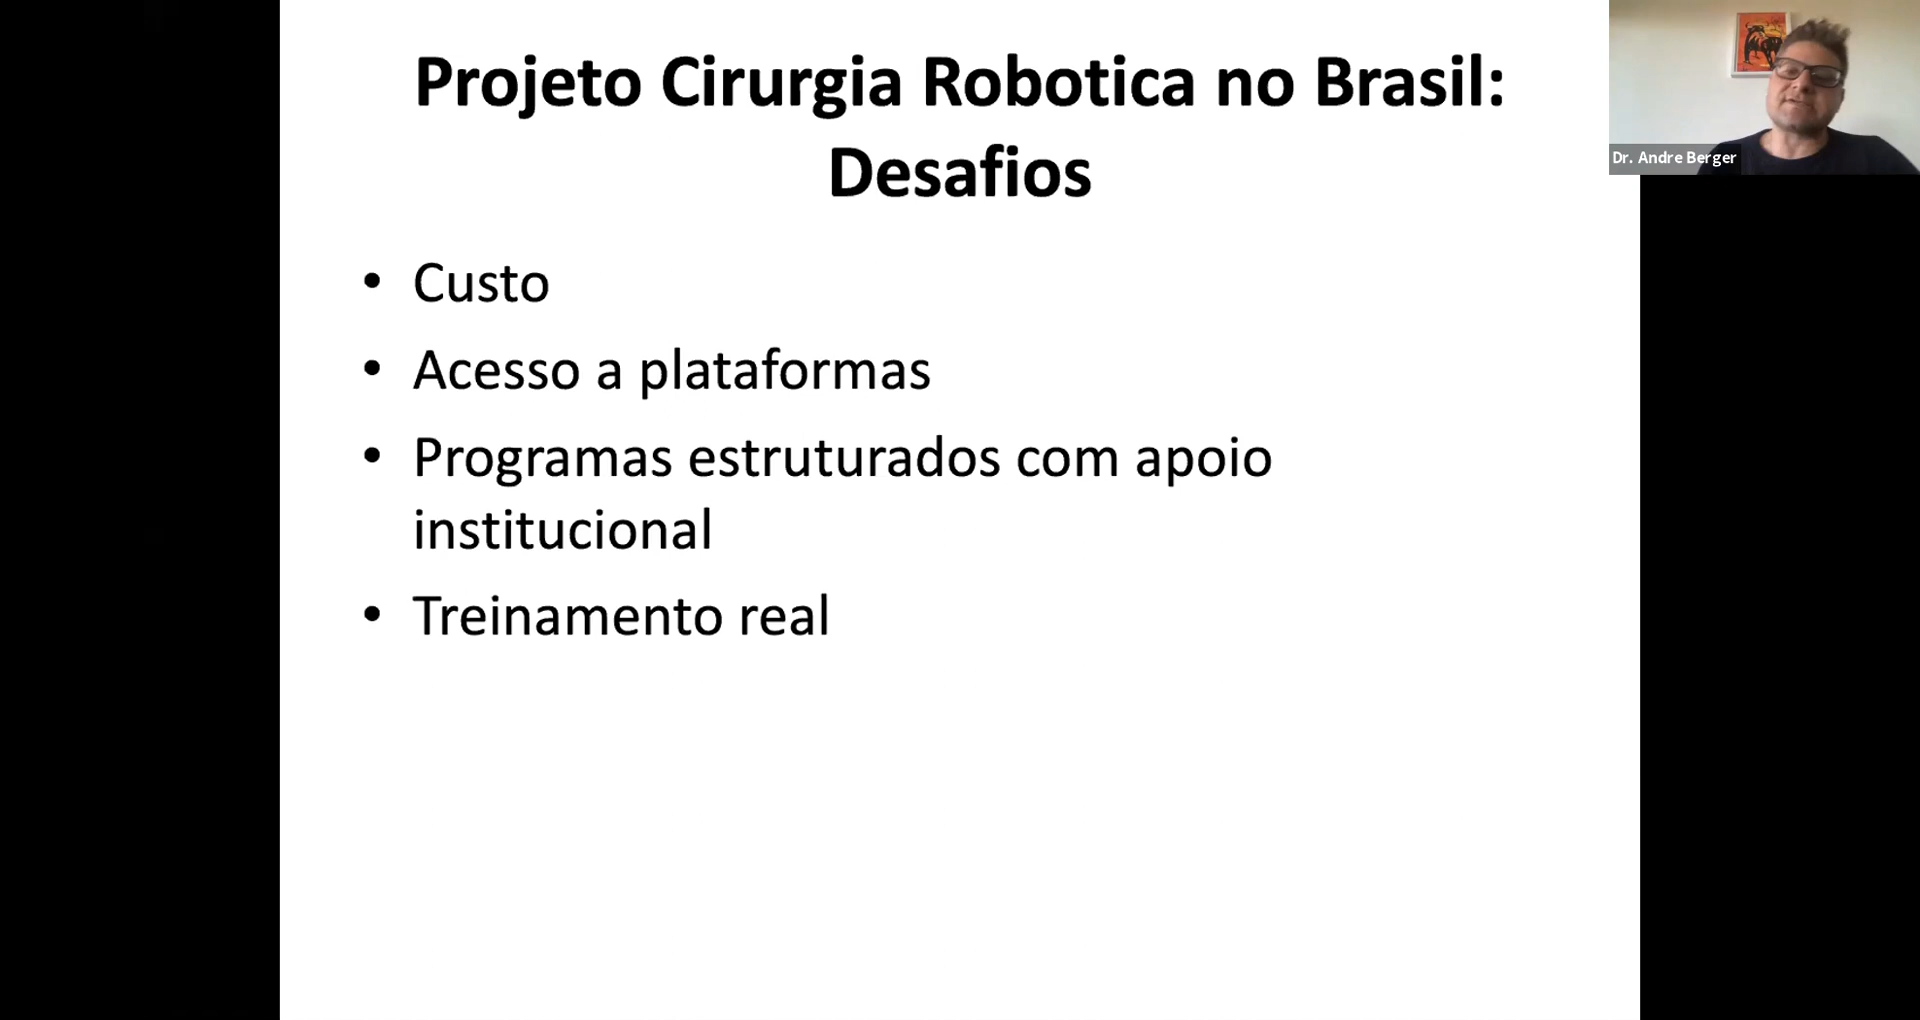 Projeto Cirurgia Robotica no Brasil:
Desafios
• Custo
• Acesso a plataformas
• Programas estruturados com apoio
institucional
• Treinamento real
Dr. Andre Berger